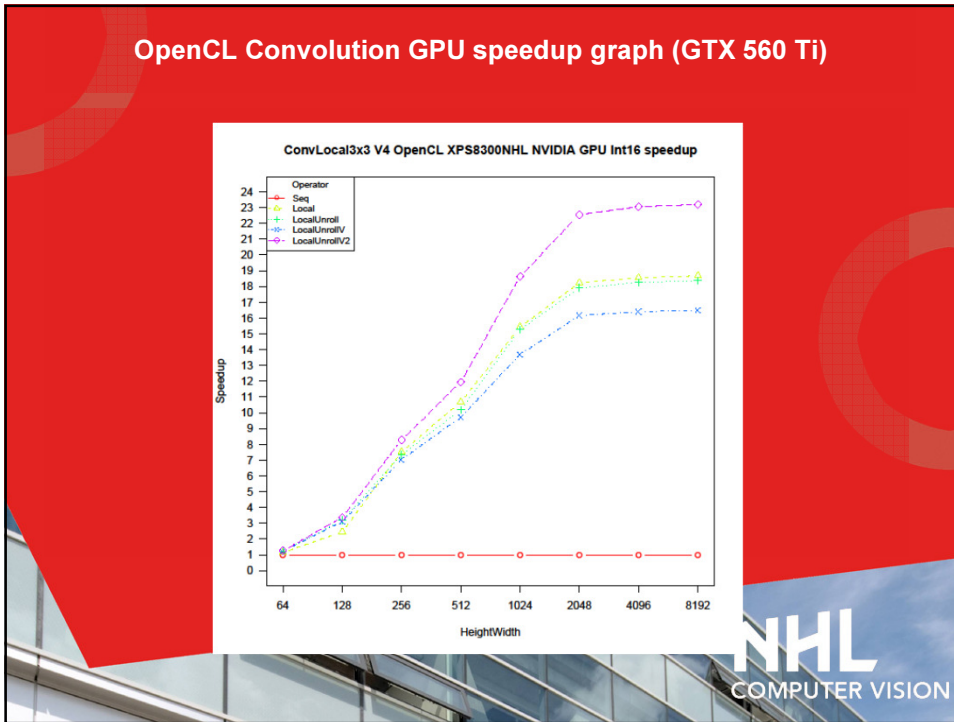 OpenCL Convolution GPU speedup graph (GTX 560 Ti)
ConvLocal3x3 V4 OpenCL XPS8300NHL NVIDIA GPU Int16 speedup
Operator
Seq
Local
LocalUnroll
LocalUnrollV
LocalUnrollV2
Speedup
24
23
22
21
20
19
18
17
16
15
14
13
12
11
10
9
8
7
6
5
4
3
2
1
0
64 128 256 512 1024 2048 4096 8192
HeightWidth
NHL
COMPUTER VISION